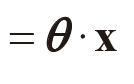 = 𝜽 · 𝐱